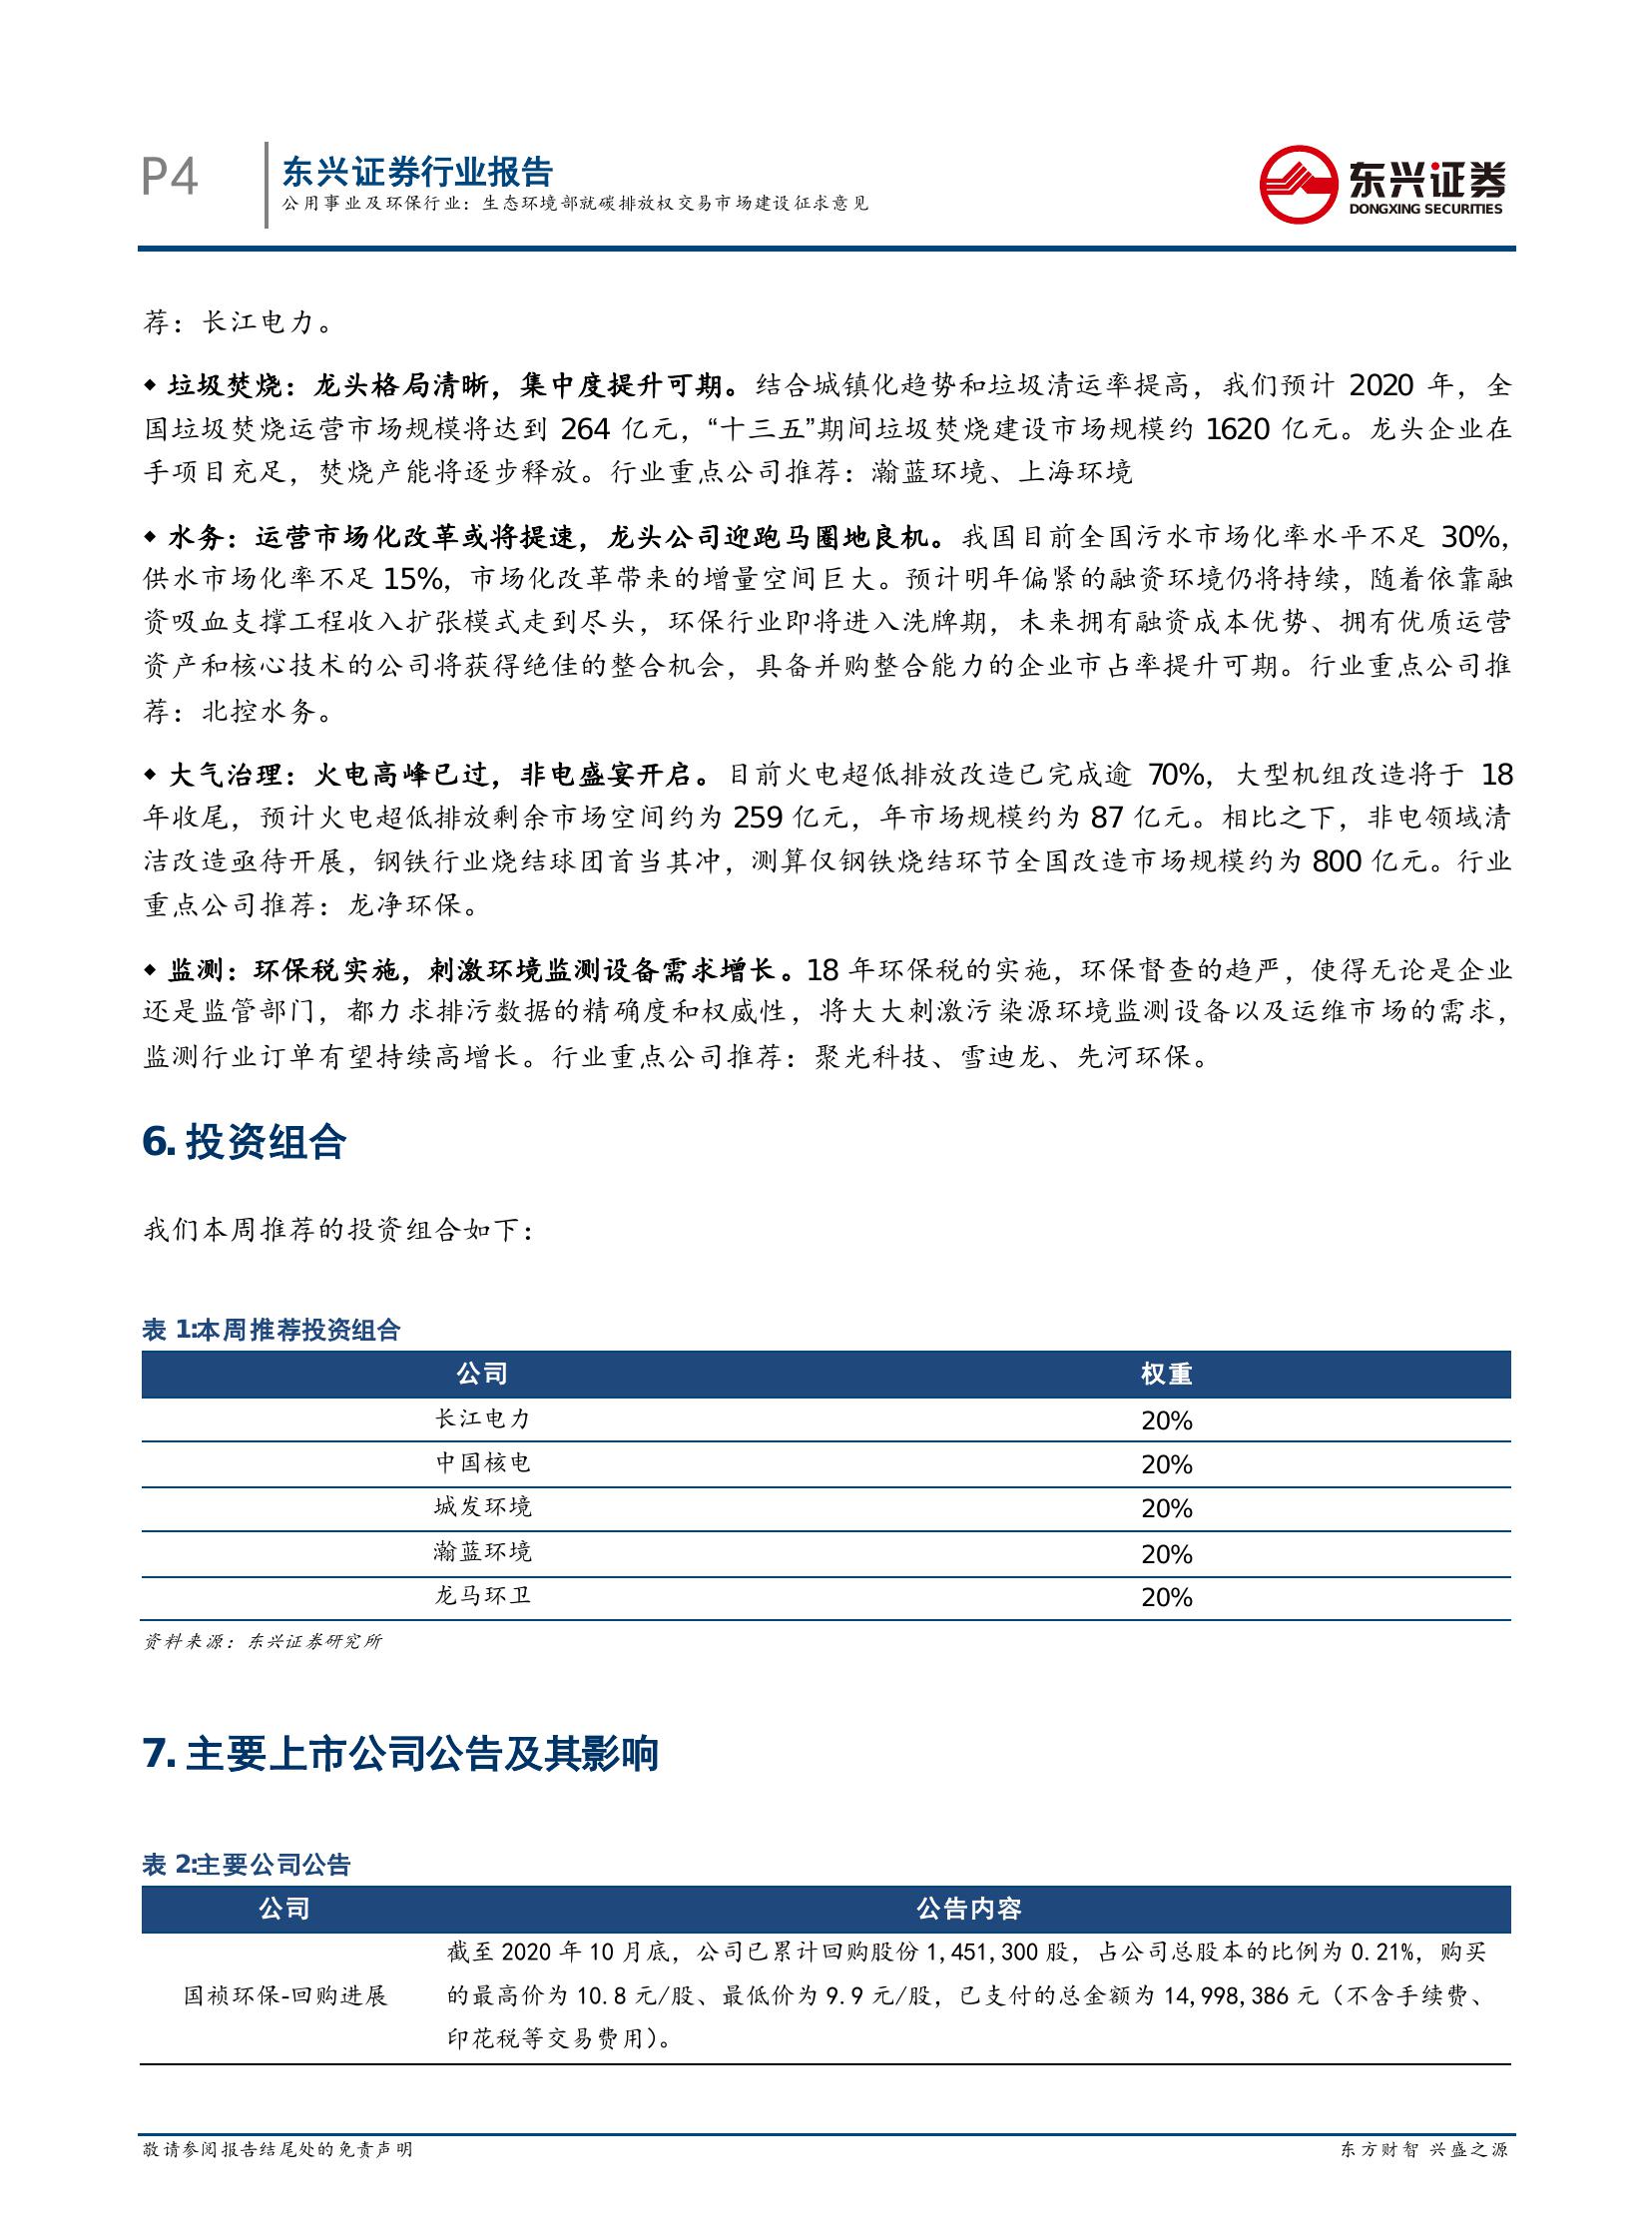 P4
东兴证券行业报告
公用事业及环保行业：生态环境部就碳排放权交易市场建设征求意见
东兴证券
DONGXING SECURITIES
荐：长江电力。
◆ 垃圾焚烧：龙头格局清晰，集中度提升可期。结合城镇化趋势和垃圾清运率提高，我们预计 2020 年，全
国垃圾焚烧运营市场规模将达到 264 亿元，“十三五”期间垃圾焚烧建设市场规模约 1620 亿元。龙头企业在
手项目充足，焚烧产能将逐步释放。行业重点公司推荐：瀚蓝环境、上海环境
◆ 水务：运营市场化改革或将提速，龙头公司迎跑马圈地良机。我国目前全国污水市场化率水平不足 30%，
供水市场化率不足 15%，市场化改革带来的增量空间巨大。预计明年偏紧的融资环境仍将持续，随着依靠融
资吸血支撑工程收入扩张模式走到尽头，环保行业即将进入洗牌期，未来拥有融资成本优势、拥有优质运营
资产和核心技术的公司将获得绝佳的整合机会，具备并购整合能力的企业市占率提升可期。行业重点公司推
荐：北控水务。
◆ 大气治理：火电高峰已过，非电盛宴开启。目前火电超低排放改造已完成逾 70%，大型机组改造将于 18
年收尾，预计火电超低排放剩余市场空间约为 259 亿元，年市场规模约为 87 亿元。相比之下，非电领域清
洁改造亟待开展，钢铁行业烧结球团首当其冲，测算仅钢铁烧结环节全国改造市场规模约为 800 亿元。行业
重点公司推荐：龙净环保。
◆ 监测：环保税实施，刺激环境监测设备需求增长。18 年环保税的实施，环保督查的趋严，使得无论是企业
还是监管部门，都力求排污数据的精确度和权威性，将大大刺激污染源环境监测设备以及运维市场的需求，
监测行业订单有望持续高增长。行业重点公司推荐：聚光科技、雪迪龙、先河环保。
6. 投资组合
我们本周推荐的投资组合如下：
表 1:本周推荐投资组合
公司 权重
长江电力 20%
中国核电 20%
城发环境 20%
瀚蓝环境 20%
龙马环卫 20%
资料来源：东兴证券研究所
7. 主要上市公司公告及其影响
表 2:主要公司公告
公司 公告内容
截至 2020 年 10 月底，公司已累计回购股份 1,451,300 股，占公司总股本的比例为 0.21%，购买
国祯环保-回购进展 的最高价为 10.8 元/股、最低价为 9.9 元/股，已支付的总金额为 14,998,386 元（不含手续费、
印花税等交易费用）。
敬请参阅报告结尾处的免责声明 东方财智 兴盛之源